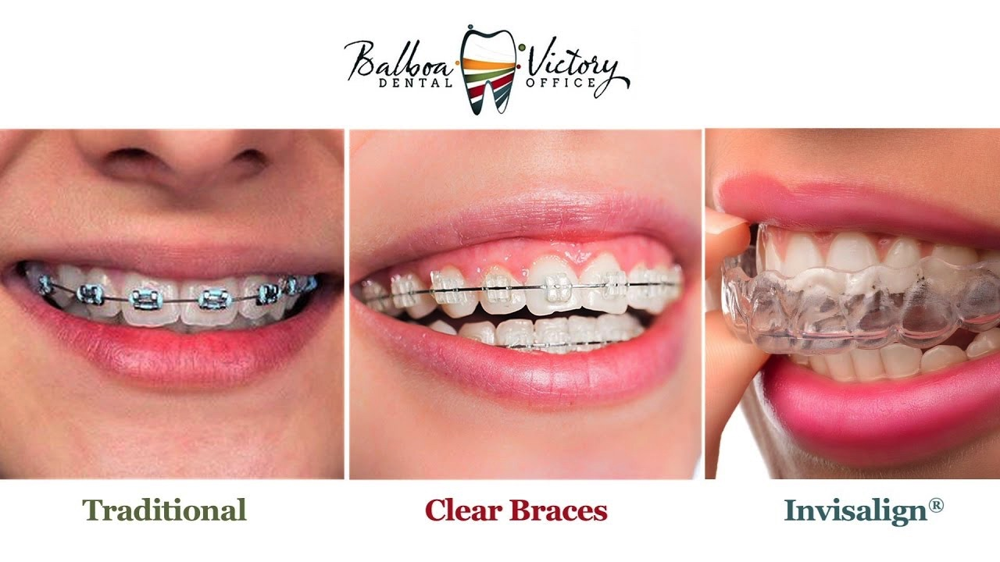 Balboa Victory
DENTAL OFFICE
Traditional
Clear Braces
Invisalign®